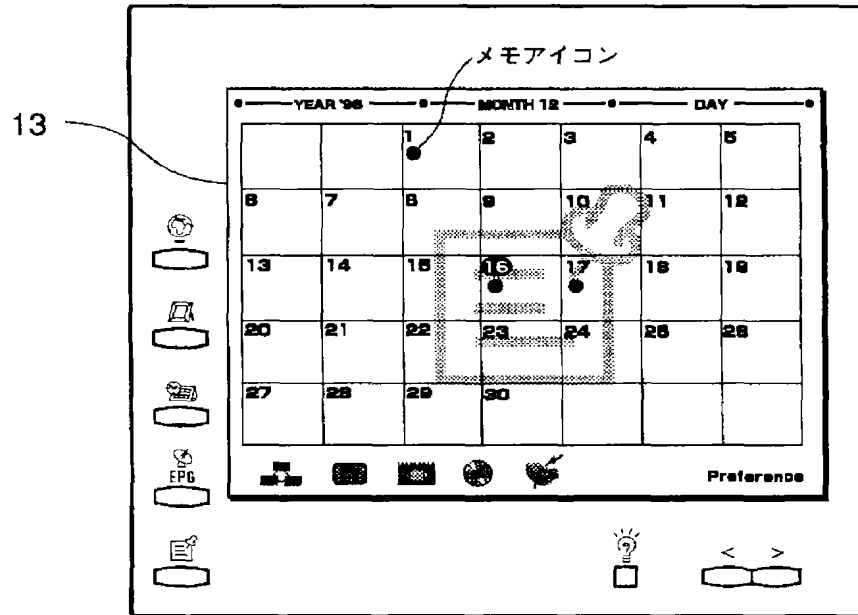 メモアイコン
13
YEAR '96 MONTH 12 DAY
1 2 3 4 5
6 7 8 9 10 11 12
13 14 15 16 17 18 19
20 21 22 23 24 25 26
27 28 29 30
EPG
Preference
< >